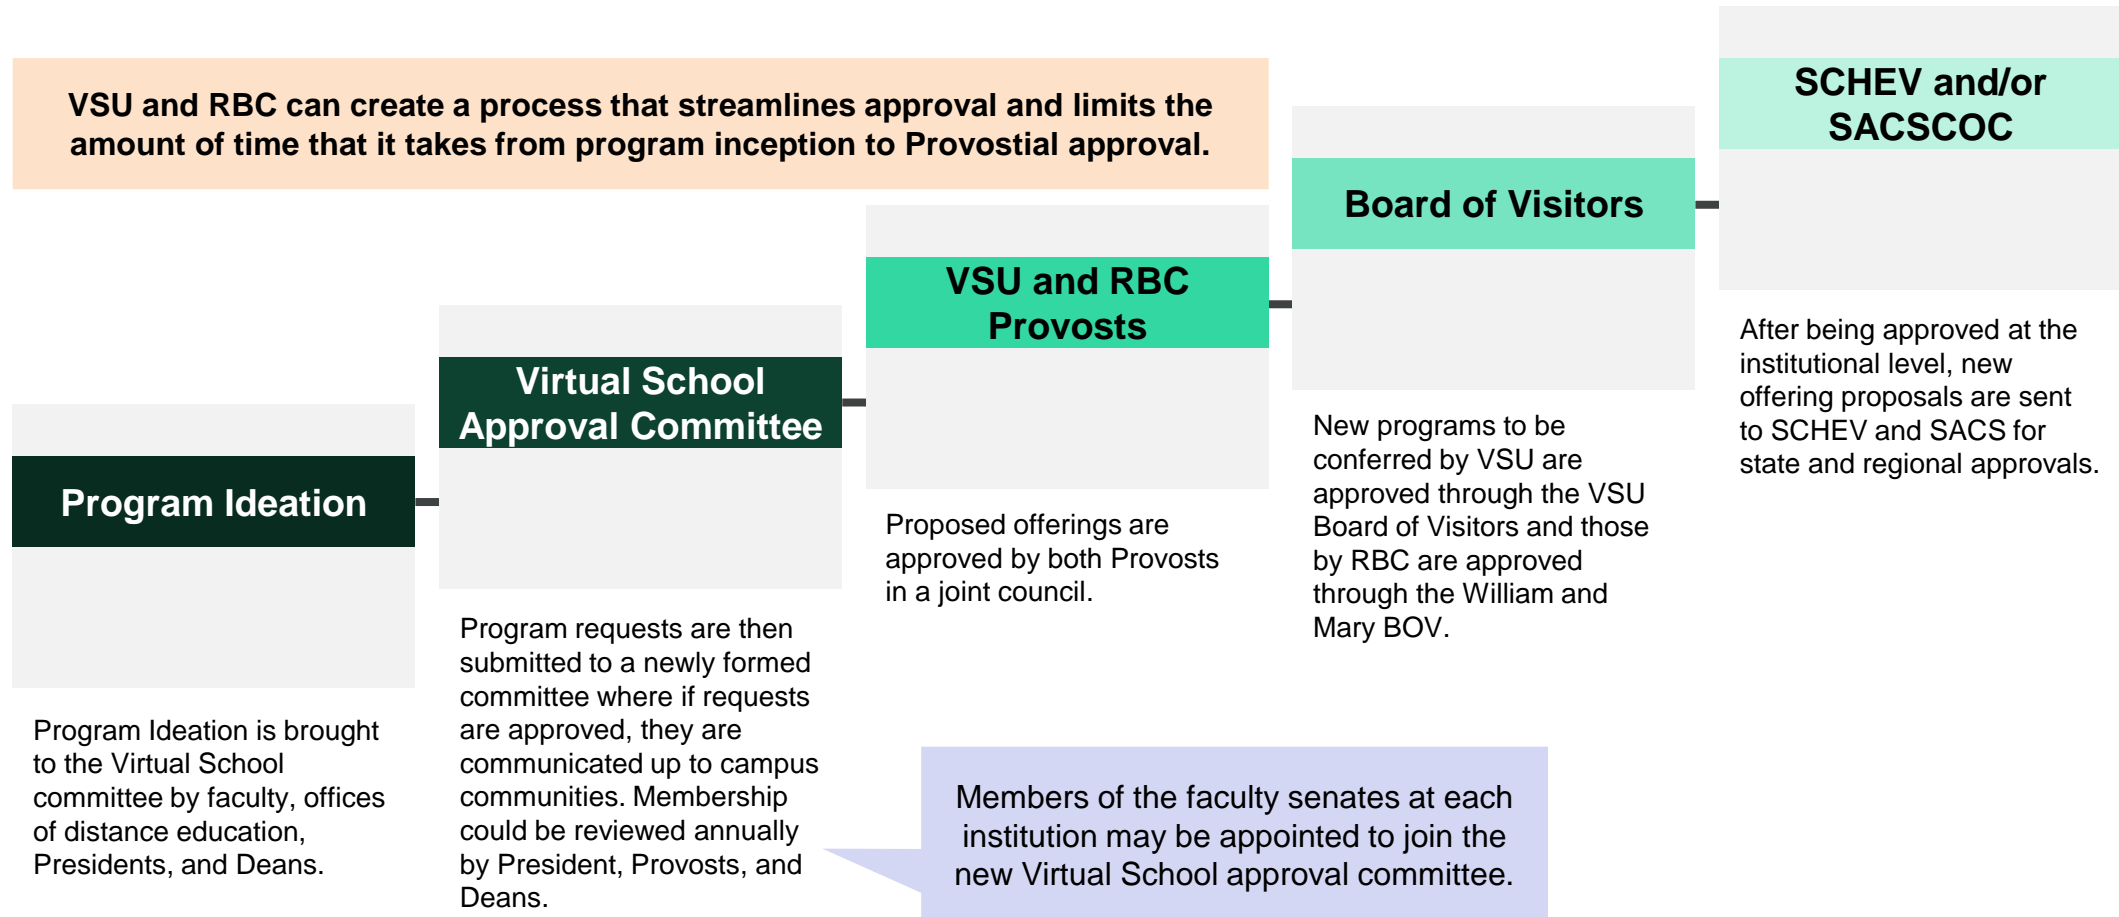 VSU and RBC can create a process that streamlines approval and limits the
amount of time that it takes from program inception to Provostial approval.
Program Ideation
Program Ideation is brought
to the Virtual School
committee by faculty, offices
of distance education,
Presidents, and Deans.
Virtual School
Approval Committee
Program requests are then
submitted to a newly formed
committee where if requests
are approved, they are
communicated up to campus
communities. Membership
could be reviewed annually
by President, Provosts, and
Deans.
Members of the faculty senates at each
institution may be appointed to join the
new Virtual School approval committee.
VSU and RBC
Provosts
Proposed offerings are
approved by both Provosts
in a joint council.
Board of Visitors
New programs to be
conferred by VSU are
approved through the VSU
Board of Visitors and those
by RBC are approved
through the William and
Mary BOV.
SCHEV and/or
SACSCOC
After being approved at the
institutional level, new
offering proposals are sent
to SCHEV and SACS for
state and regional approvals.